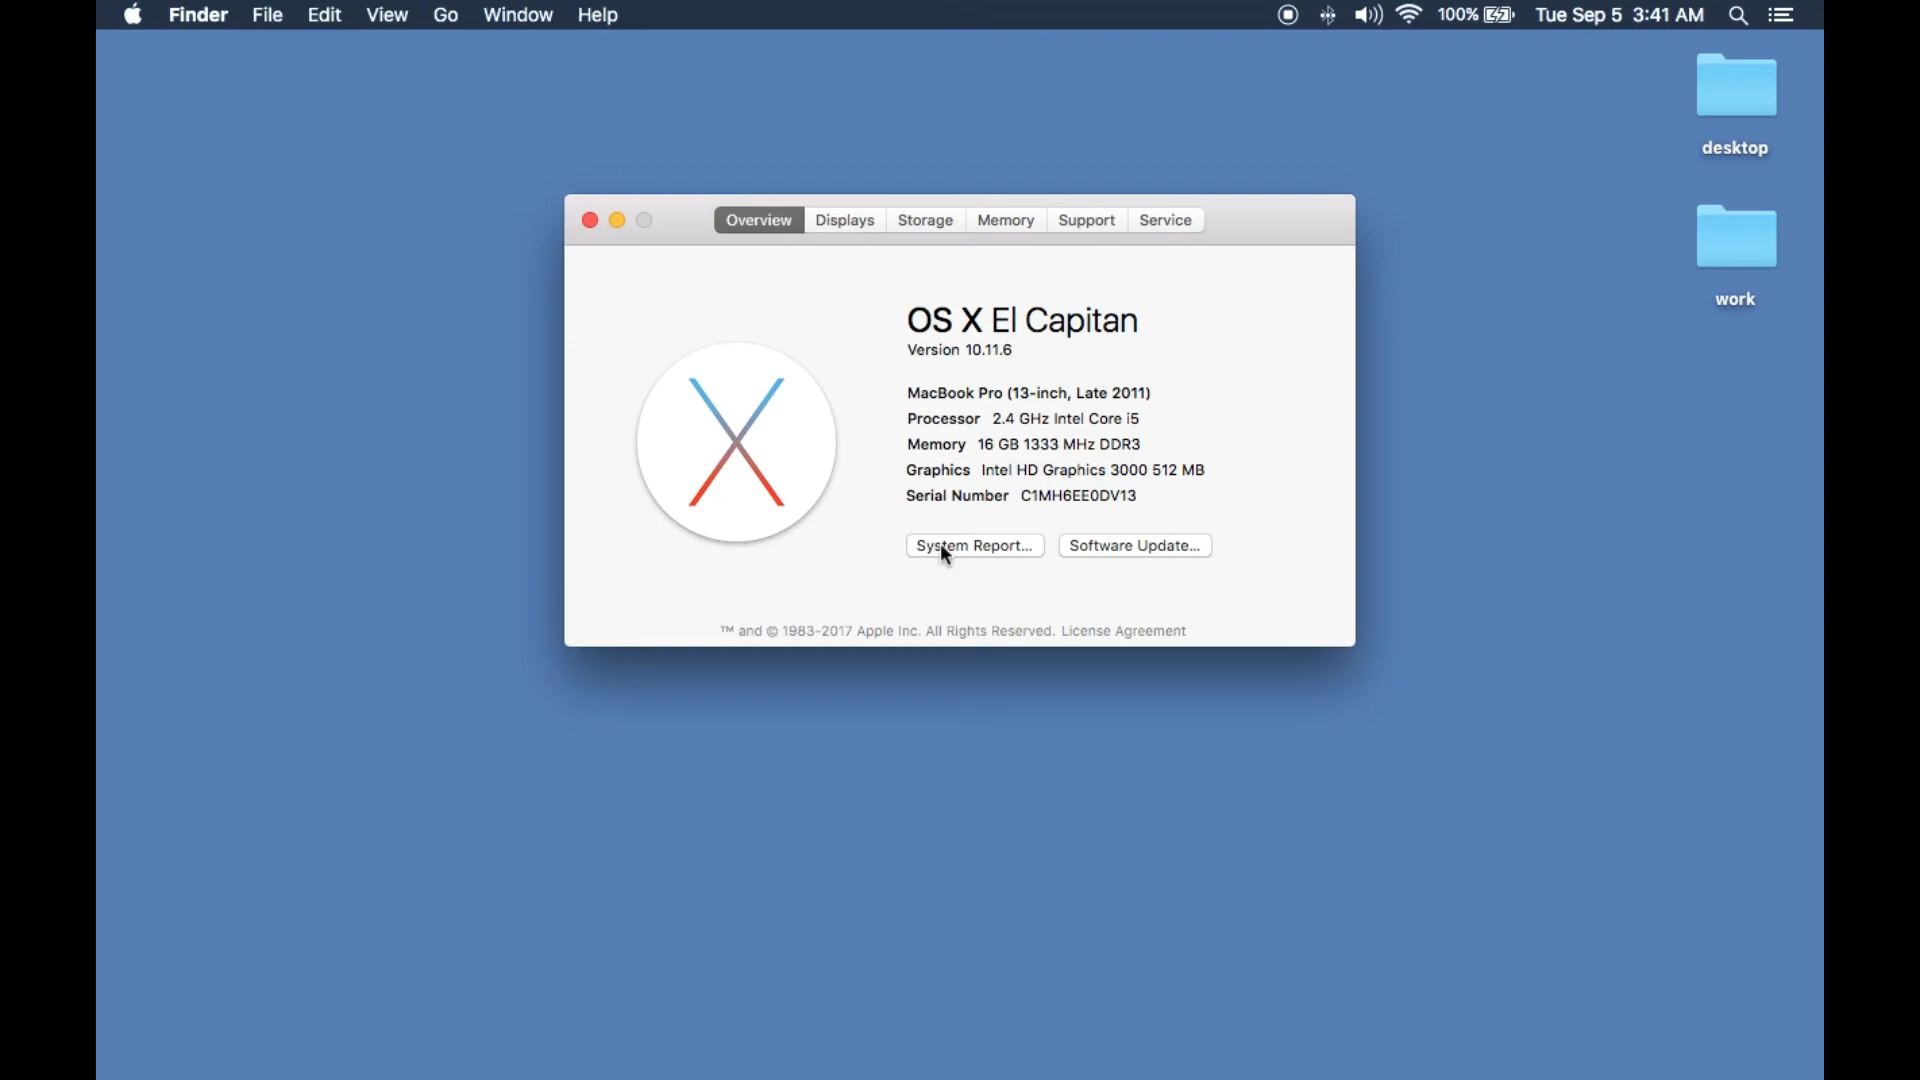 Finder File Edit View Go Window Help 100% Tue Sep 5 3:41 AM
desktop
work
Overview Displays Storage Memory Support Service
OS X El Capitan
Version 10.11.6
MacBook Pro (13-inch, Late 2011)
Processor 2.4 GHz Intel Core i5
Memory 16 GB 1333 MHz DDR3
Graphics Intel HD Graphics 3000 512 MB
Serial Number C1MH6EE0DV13
System Report... Software Update...
™ and © 1983-2017 Apple Inc. All Rights Reserved. License Agreement